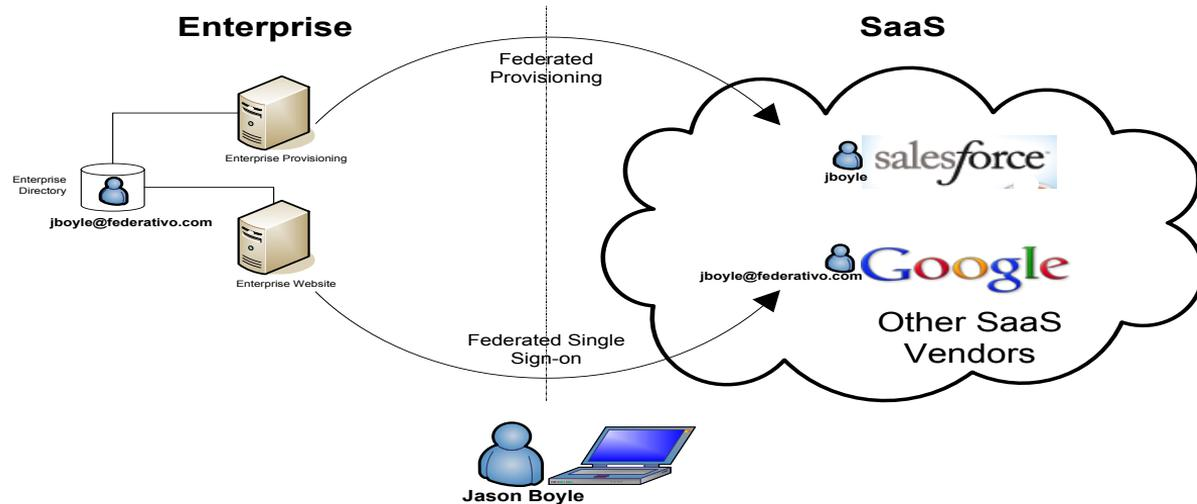 Enterprise
SaaS
Federated
Provisioning
Enterprise Provisioning
Enterprise
Directory
jboyle@federativo.com
Enterprise Website
salesforce
jboyle
Google
jboyle@federativo.com
Other SaaS
Vendors
Federated Single
Sign-on
Jason Boyle